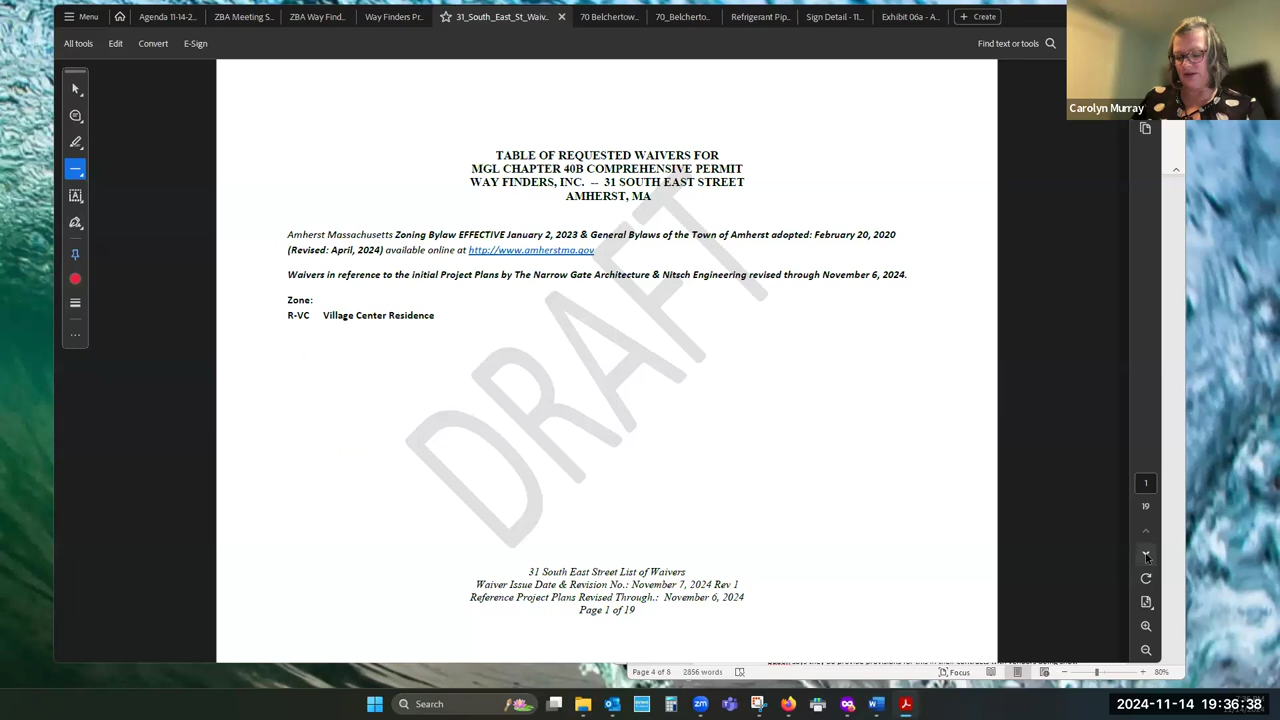 Menu
Agenda 11-14-2...
ZBA Meeting S...
ZBA Way Find...
Way Finders Pr...
31_South_East_St_Waiv...
70 Belchertow...
70_Belcherto...
Refrigerant Pip...
Sign Detail - 11...
Exhibit 06a - A...
Create
All tools
Edit
Convert
E-Sign
Find text or tools
Carolyn Murray
TABLE OF REQUESTED WAIVERS FOR
MGL CHAPTER 40B COMPREHENSIVE PERMIT
WAY FINDERS, INC. -- 31 SOUTH EAST STREET
AMHERST, MA
Amherst Massachusetts Zoning Bylaw EFFECTIVE January 2, 2023 & General Bylaws of the Town of Amherst adopted: February 20, 2020
(Revised: April, 2024) available online at http://www.amherstma.gov
Waivers in reference to the initial Project Plans by The Narrow Gate Architecture & Nitsch Engineering revised through November 6, 2024.
Zone:
R-VC Village Center Residence
DRAFT
31 South East Street List of Waivers
Waiver Issue Date & Revision No.: November 7, 2024 Rev 1
Reference Project Plans Revised Through.: November 6, 2024
Page 1 of 19
1
19
Page 4 of 8
2856 words
Focus
80%
Search
2024-11-14 19:36:38